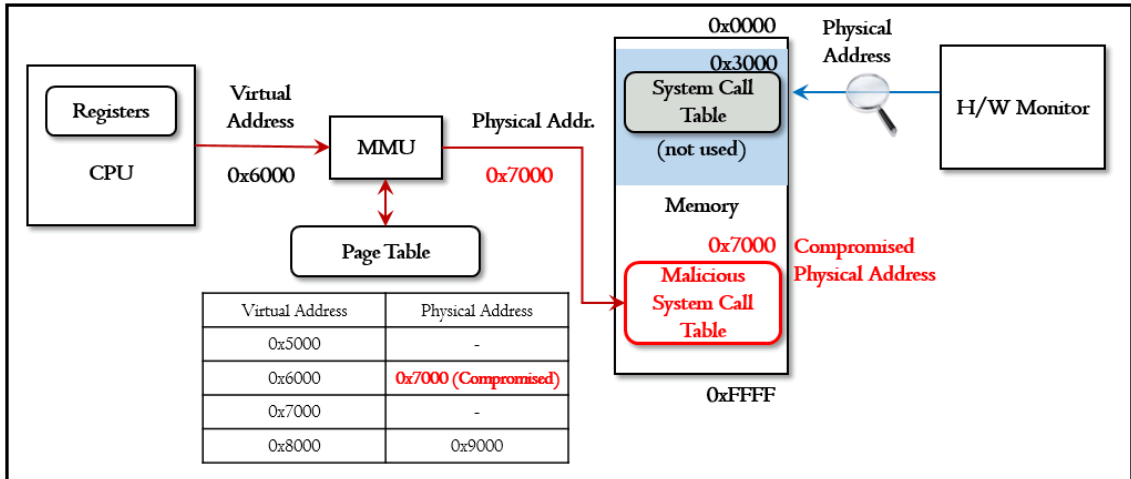 Registers
CPU
Virtual
Address
0x6000
MMU
Page Table
Physical Addr.
0x7000
0x0000
0x3000
System Call
Table
(not used)
Memory
0x7000
Malicious
System Call
Table
0xFFFF
Compromised
Physical Address
Physical
Address
H/W Monitor
Virtual Address Physical Address
0x5000 -
0x6000 0x7000 (Compromised)
0x7000 -
0x8000 0x9000